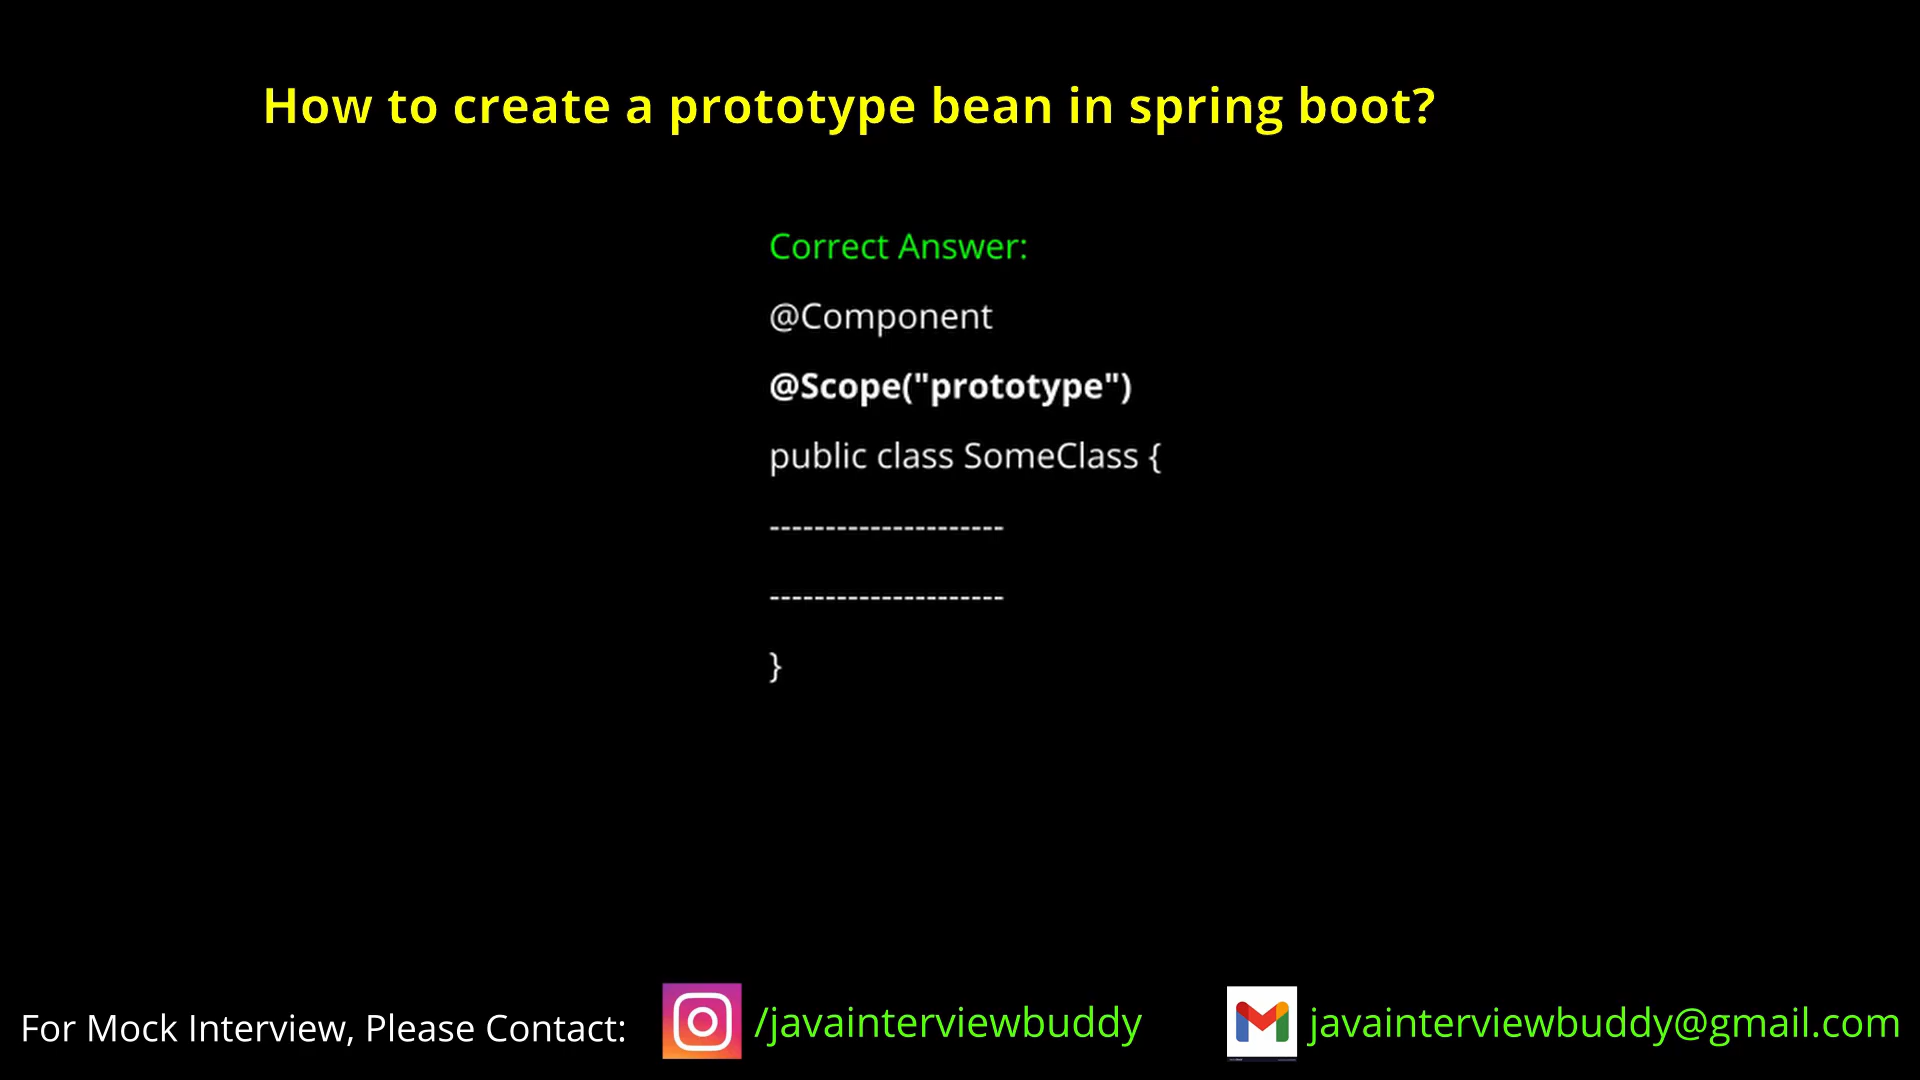 How to create a prototype bean in spring boot?
Correct Answer:
@Component
@Scope("prototype")
public class SomeClass {
---------------------
---------------------
}
For Mock Interview, Please Contact: /javainterviewbuddy javainterviewbuddy@gmail.com